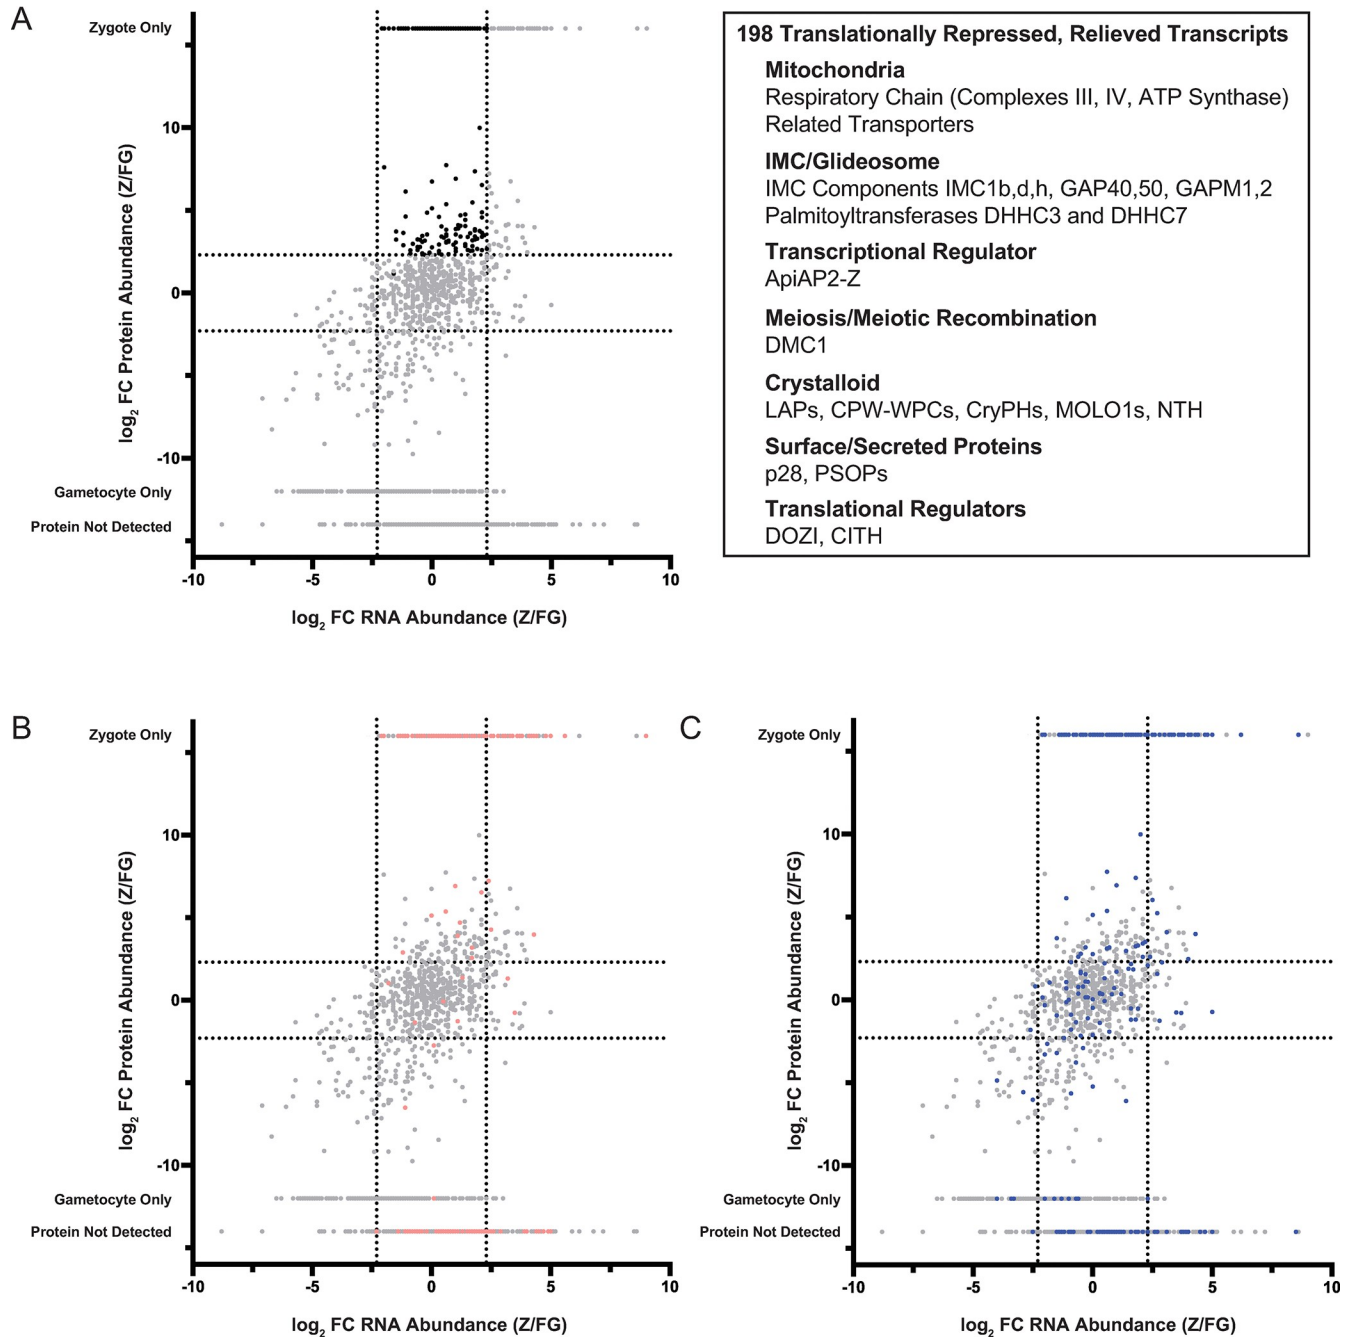 A
Zygote Only
10
0
-10
Gametocyte Only
Protein Not Detected
-10 -5 0 5 10
log2 FC Protein Abundance (Z/FG)
log2 FC RNA Abundance (Z/FG)
198 Translationally Repressed, Relieved Transcripts
Mitochondria
Respiratory Chain (Complexes III, IV, ATP Synthase)
Related Transporters
IMC/Glideosome
IMC Components IMC1b,d,h, GAP40,50, GAPM1,2
Palmitoyltransferases DHHC3 and DHHC7
Transcriptional Regulator
ApiAP2-Z
Meiosis/Meiotic Recombination
DMC1
Crystalloid
LAPs, CPW-WPCs, CryPHs, MOLO1s, NTH
Surface/Secreted Proteins
p28, PSOPs
Translational Regulators
DOZI, CITH
B
Zygote Only
10
0
-10
Gametocyte Only
Protein Not Detected
-10 -5 0 5 10
log2 FC Protein Abundance (Z/FG)
log2 FC RNA Abundance (Z/FG)
C
Zygote Only
10
0
-10
Gametocyte Only
Protein Not Detected
-10 -5 0 5 10
log2 FC Protein Abundance (Z/FG)
log2 FC RNA Abundance (Z/FG)